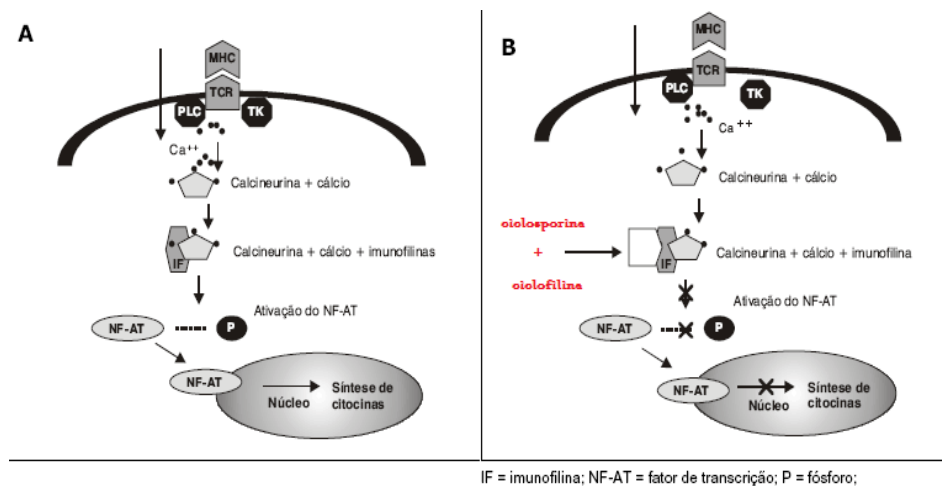 A
MHC
TCR
PLC
TK
Ca++
Calcineurina + cálcio
IF
Calcineurina + cálcio + imunofilinas
Ativação do NF-AT
NF-AT
P
NF-AT
Núcleo
Síntese de
citocinas
B
MHC
TCR
PLC
TK
Ca ++
Calcineurina + cálcio
ciclosporina
+
ciclofilina
IF
Calcineurina + cálcio + imunofilina
Ativação do NF-AT
NF-AT
P
NF-AT
Núcleo
Síntese de
citocinas
IF = imunofilina; NF-AT = fator de transcrição; P = fósforo;